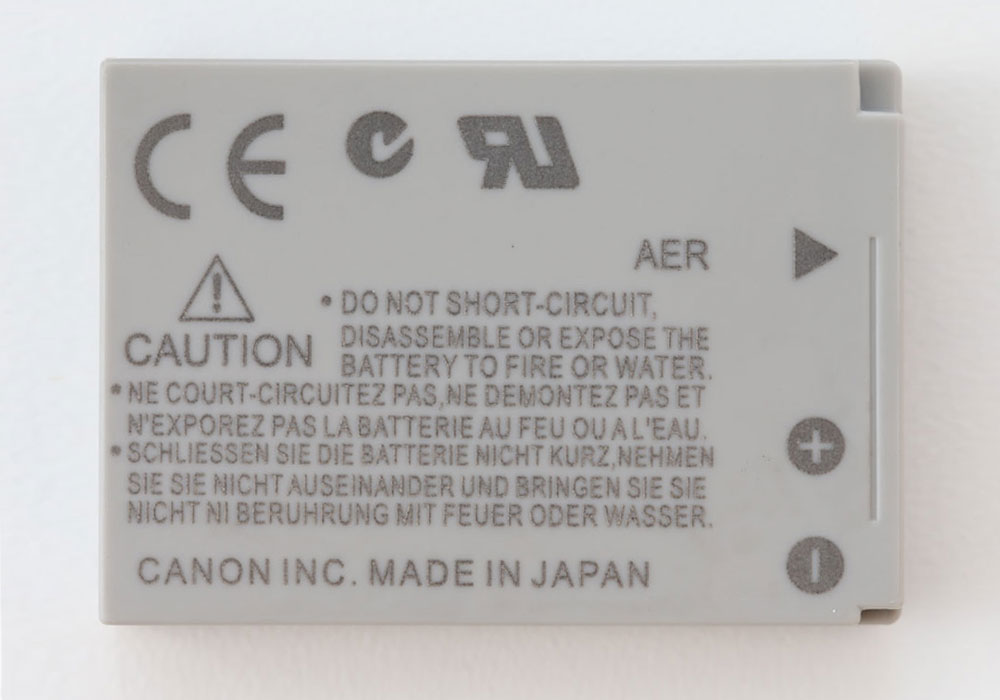 CE
AER
CAUTION
• DO NOT SHORT-CIRCUIT,
DISASSEMBLE OR EXPOSE THE
BATTERY TO FIRE OR WATER.
• NE COURT-CIRCUITEZ PAS,NE DEMONTEZ PAS ET
N'EXPOREZ PAS LA BATTERIE AU FEU OU A L'EAU.
• SCHLIESSEN SIE DIE BATTERIE NICHT KURZ,NEHMEN
SIE SIE NICHT AUSEINANDER UND BRINGEN SIE SIE
NICHT NI BERUHRUNG MIT FEUER ODER WASSER.
CANON INC. MADE IN JAPAN